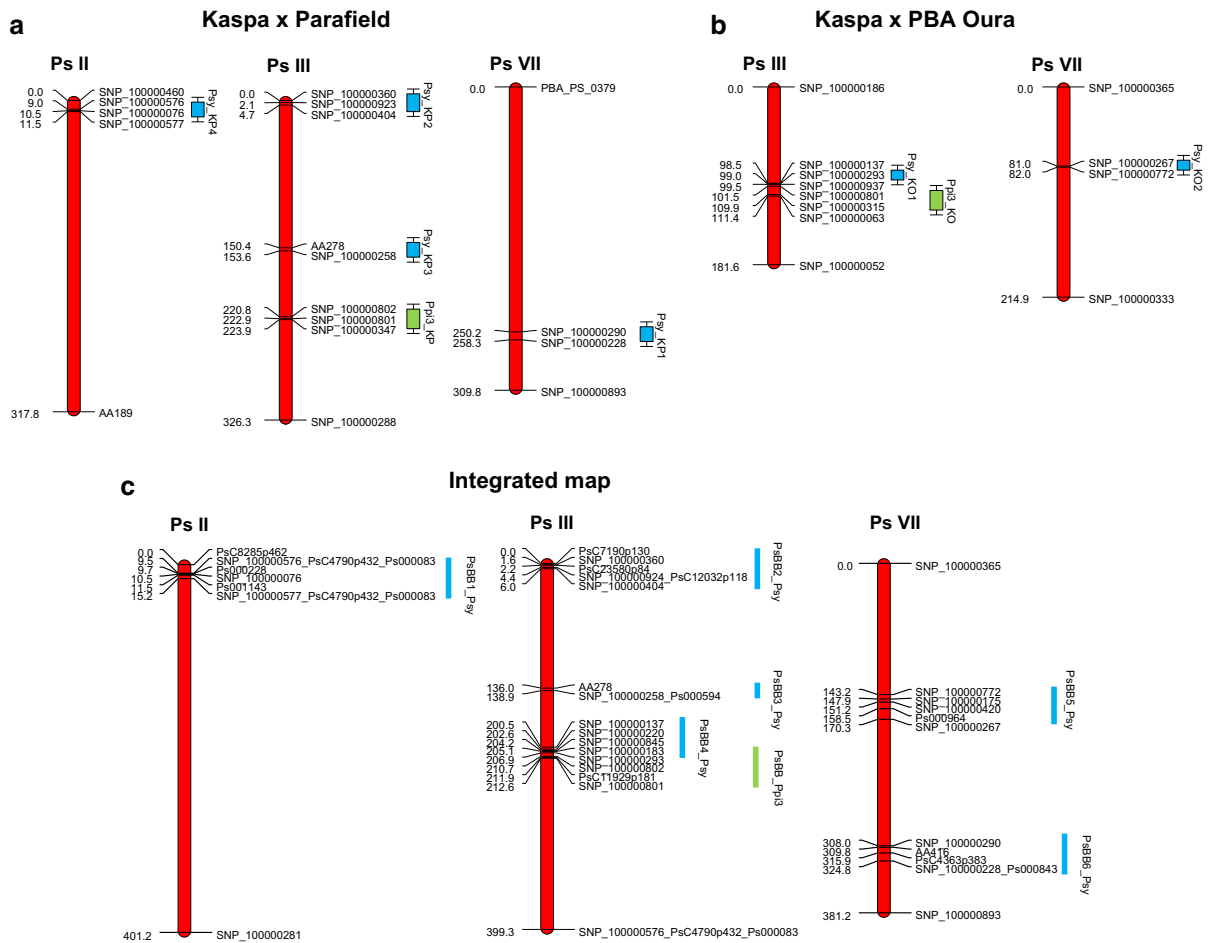 a
Kaspa x Parafield
Ps II
0.0 SNP_100000460
9.0 SNP_100000576
10.5 SNP_100000076
11.5 SNP_100000577
317.8 AA189
Psy_KP4
Ps III
0.0 SNP_100000360
2.1 SNP_100000923
4.7 SNP_100000404
150.4 AA278
153.6 SNP_100000258
220.8 SNP_100000802
222.9 SNP_100000801
223.9 SNP_100000347
326.3 SNP_100000288
Psy_KP2
Psy_KP3
Ppi3_KP
Ps VII
0.0 PBA_PS_0379
250.2 SNP_100000290
258.3 SNP_100000228
309.8 SNP_100000893
Psy_KP1
b
Kaspa x PBA Oura
Ps III
0.0 SNP_100000186
98.5 SNP_100000137
99.0 SNP_100000293
99.5 SNP_100000937
101.5 SNP_100000801
109.9 SNP_100000315
111.4 SNP_100000063
181.6 SNP_100000052
Psy_KO1
Ppi3_KO
Ps VII
0.0 SNP_100000365
81.0 SNP_100000267
82.0 SNP_100000772
214.9 SNP_100000333
Psy_KO2
c
Integrated map
Ps II
0.0 PsC8285p462
9.5 SNP_100000576_PsC4790p432_Ps000083
9.7 Ps000228
10.5 SNP_100000076
11.5 Ps001143
15.2 SNP_100000577_PsC4790p432_Ps000083
401.2 SNP_100000281
PsBB1_Psy
Ps III
0.0 PsC7190p130
1.6 SNP_100000360
2.2 PsC23580p84
4.4 SNP_100000924_PsC12032p118
6.0 SNP_100000404
136.0 AA278
138.9 SNP_100000258_Ps000594
200.5 SNP_100000137
202.6 SNP_100000220
204.2 SNP_100000845
205.1 SNP_100000183
206.9 SNP_100000293
210.7 SNP_100000802
211.9 PsC11929p181
212.6 SNP_100000801
399.3 SNP_100000576_PsC4790p432_Ps000083
PsBB2_Psy
PsBB3_Psy
PsBB4_Psy
PsBB_Ppi3
Ps VII
0.0 SNP_100000365
143.2 SNP_100000772
147.9 SNP_100000175
151.2 SNP_100000420
158.5 Ps000964
170.3 SNP_100000267
308.0 SNP_100000290
309.8 AA416
315.9 PsC4363p383
324.8 SNP_100000228_Ps000843
381.2 SNP_100000893
PsBB5_Psy
PsBB6_Psy